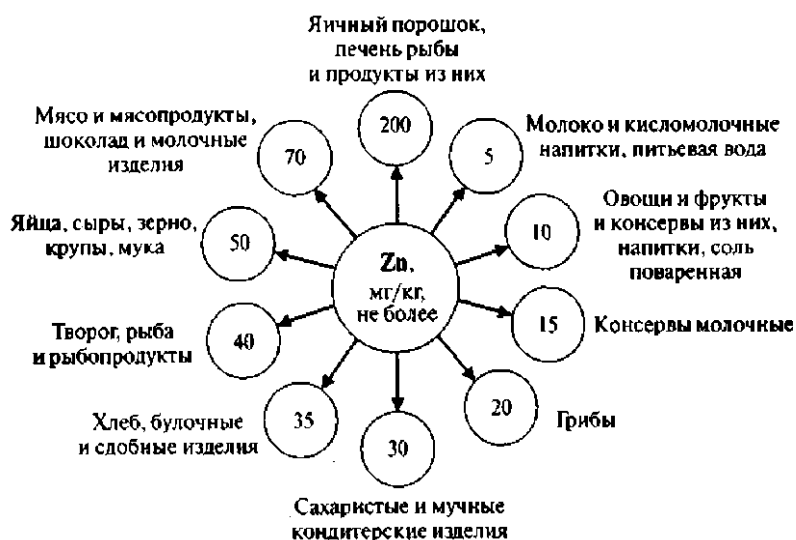 Яичный порошок,
печень рыбы
и продукты из них
200
Молоко и кисломолочные
напитки, питьевая вода
5
Овощи и фрукты
и консервы из них,
напитки, соль
поваренная
10
Консервы молочные
15
Грибы
20
Сахаристые и мучные
кондитерские изделия
30
Хлеб, булочные
и сдобные изделия
35
Творог, рыба
и рыбопродукты
40
Яйца, сыры, зерно,
крупы, мука
50
Мясо и мясопродукты,
шоколад и молочные
изделия
70
Zn,
мг/кг,
не более